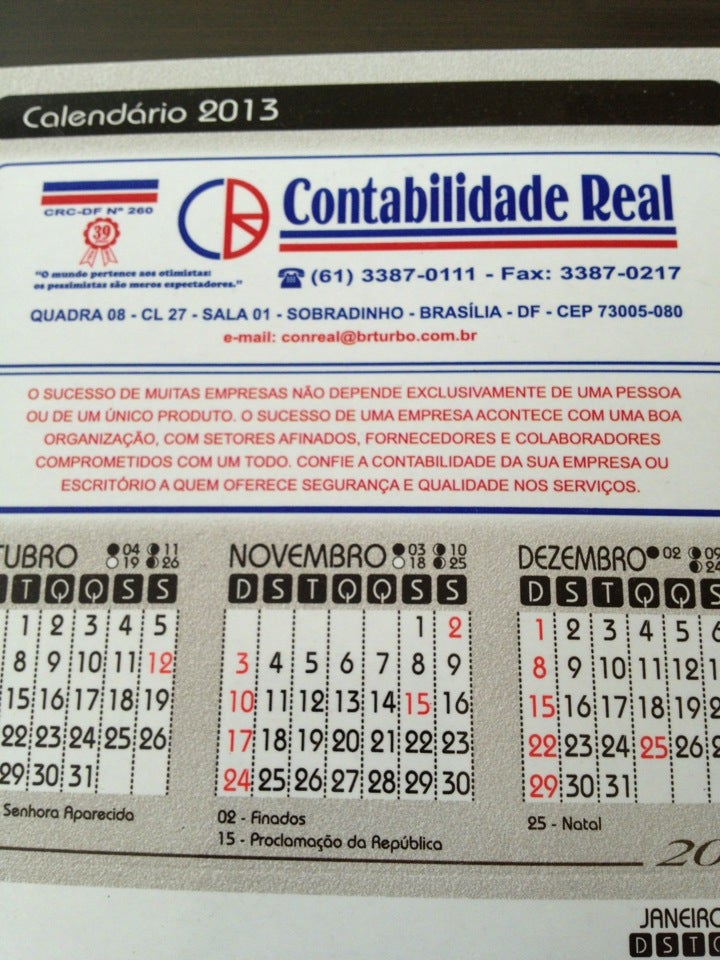 Calendário 2013
CRC-DF Nº 260
39
"O mundo pertence aos otimistas:
os pessimistas são meros espectadores."
CR
Contabilidade Real
(61) 3387-0111 - Fax: 3387-0217
QUADRA 08 - CL 27 - SALA 01 - SOBRADINHO - BRASÍLIA - DF - CEP 73005-080
e-mail: conreal@brturbo.com.br
O SUCESSO DE MUITAS EMPRESAS NÃO DEPENDE EXCLUSIVAMENTE DE UMA PESSOA
OU DE UM ÚNICO PRODUTO. O SUCESSO DE UMA EMPRESA ACONTECE COM UMA BOA
ORGANIZAÇÃO, COM SETORES AFINADOS, FORNECEDORES E COLABORADORES
COMPROMETIDOS COM UM TODO. CONFIE A CONTABILIDADE DA SUA EMPRESA OU
ESCRITÓRIO A QUEM OFERECE SEGURANÇA E QUALIDADE NOS SERVIÇOS.
TUBRO 04 11
19 26
T Q Q S S
1 2 3 4 5
8 9 10 11 12
15 16 17 18 19
22 23 24 25 26
29 30 31
Senhora Aparecida
NOVEMBRO 03 10
18 25
D S T Q Q S S
1 2
3 4 5 6 7 8 9
10 11 12 13 14 15 16
17 18 19 20 21 22 23
24 25 26 27 28 29 30
02 - Finados
15 - Proclamação da República
DEZEMBRO 02 09
24
D S T Q Q S
1 2 3 4 5 6
8 9 10 11 12 1
15 16 17 18 19 2
22 23 24 25 26 2
29 30 31
25 - Natal
20
JANEIRO
D S T Q